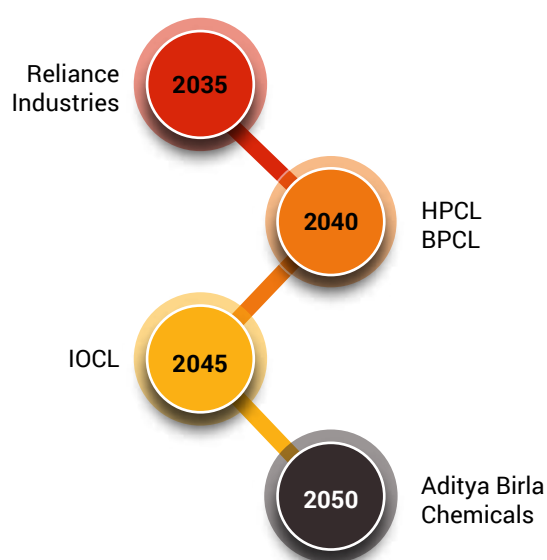 Reliance
Industries
2035
2040
HPCL
BPCL
IOCL
2045
2050
Aditya Birla
Chemicals